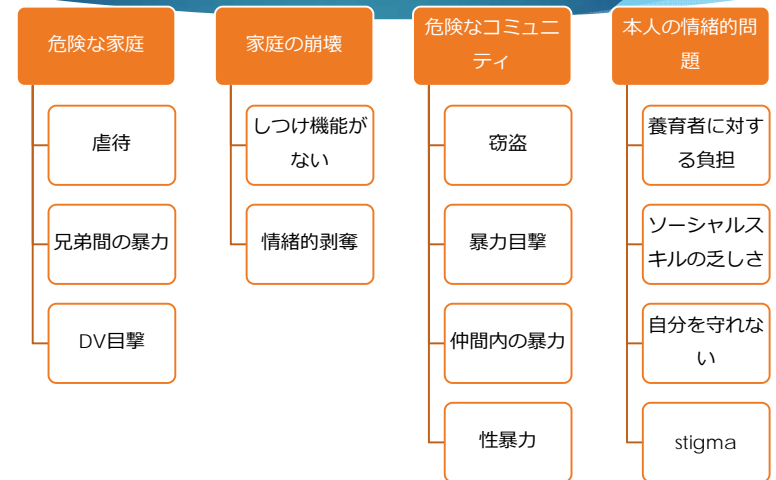 危険な家庭
虐待
兄弟間の暴力
DV目撃
家庭の崩壊
しつけ機能が
ない
情緒的剥奪
危険なコミュニ
ティ
窃盗
暴力目撃
仲間内の暴力
性暴力
本人の情緒的問
題
養育者に対す
る負担
ソーシャルス
キルの乏しさ
自分を守れな
い
stigma